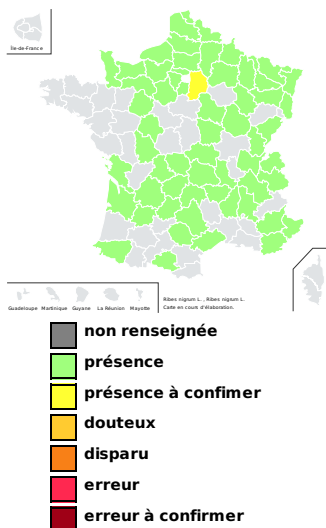 Île-de-France
Guadeloupe Martinique Guyane La Réunion Mayotte
Ribes nigrum L. , Ribes nigrum L.
Carte en cours d'élaboration.
non renseignée
présence
présence à confimer
douteux
disparu
erreur
erreur à confirmer